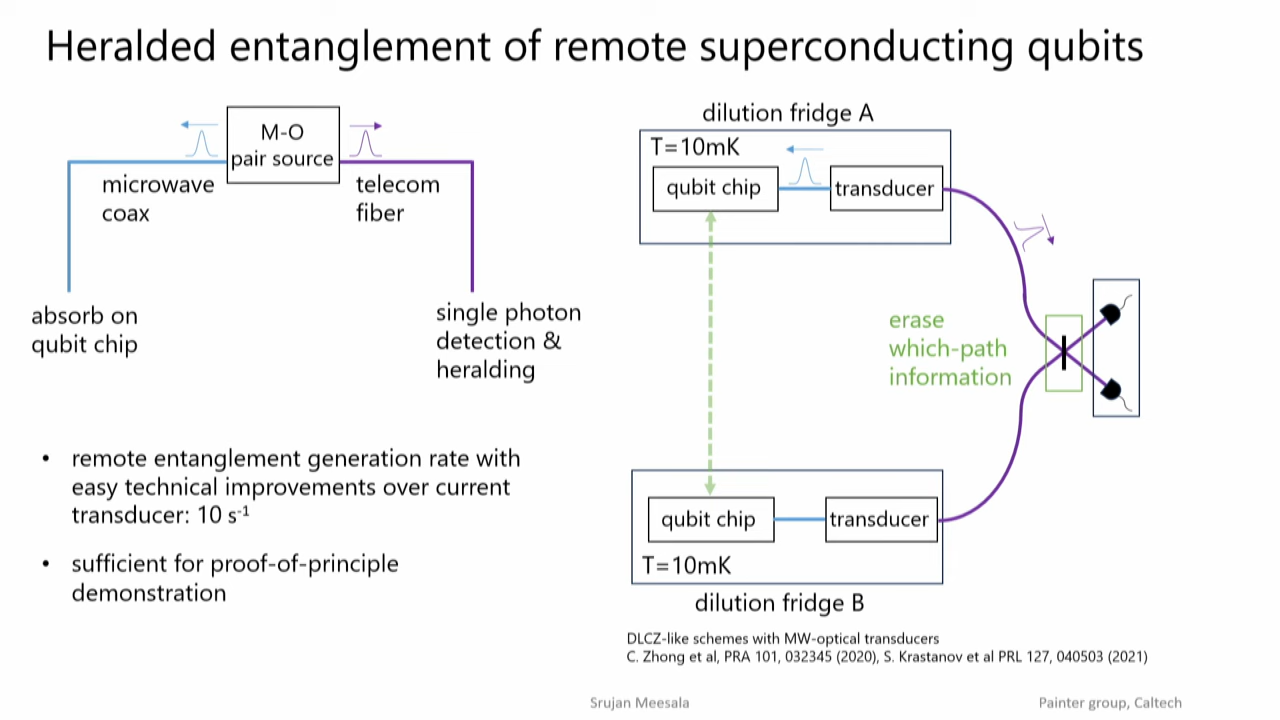 Heralded entanglement of remote superconducting qubits
M-O
pair source
microwave
coax
telecom
fiber
absorb on
qubit chip
single photon
detection &
heralding
• remote entanglement generation rate with
easy technical improvements over current
transducer: 10 s⁻¹
• sufficient for proof-of-principle
demonstration
dilution fridge A
T=10mK
qubit chip
transducer
erase
which-path
information
qubit chip
transducer
T=10mK
dilution fridge B
DLCZ-like schemes with MW-optical transducers
C. Zhong et al, PRA 101, 032345 (2020), S. Krastanov et al PRL 127, 040503 (2021)
Srujan Meesala
Painter group, Caltech